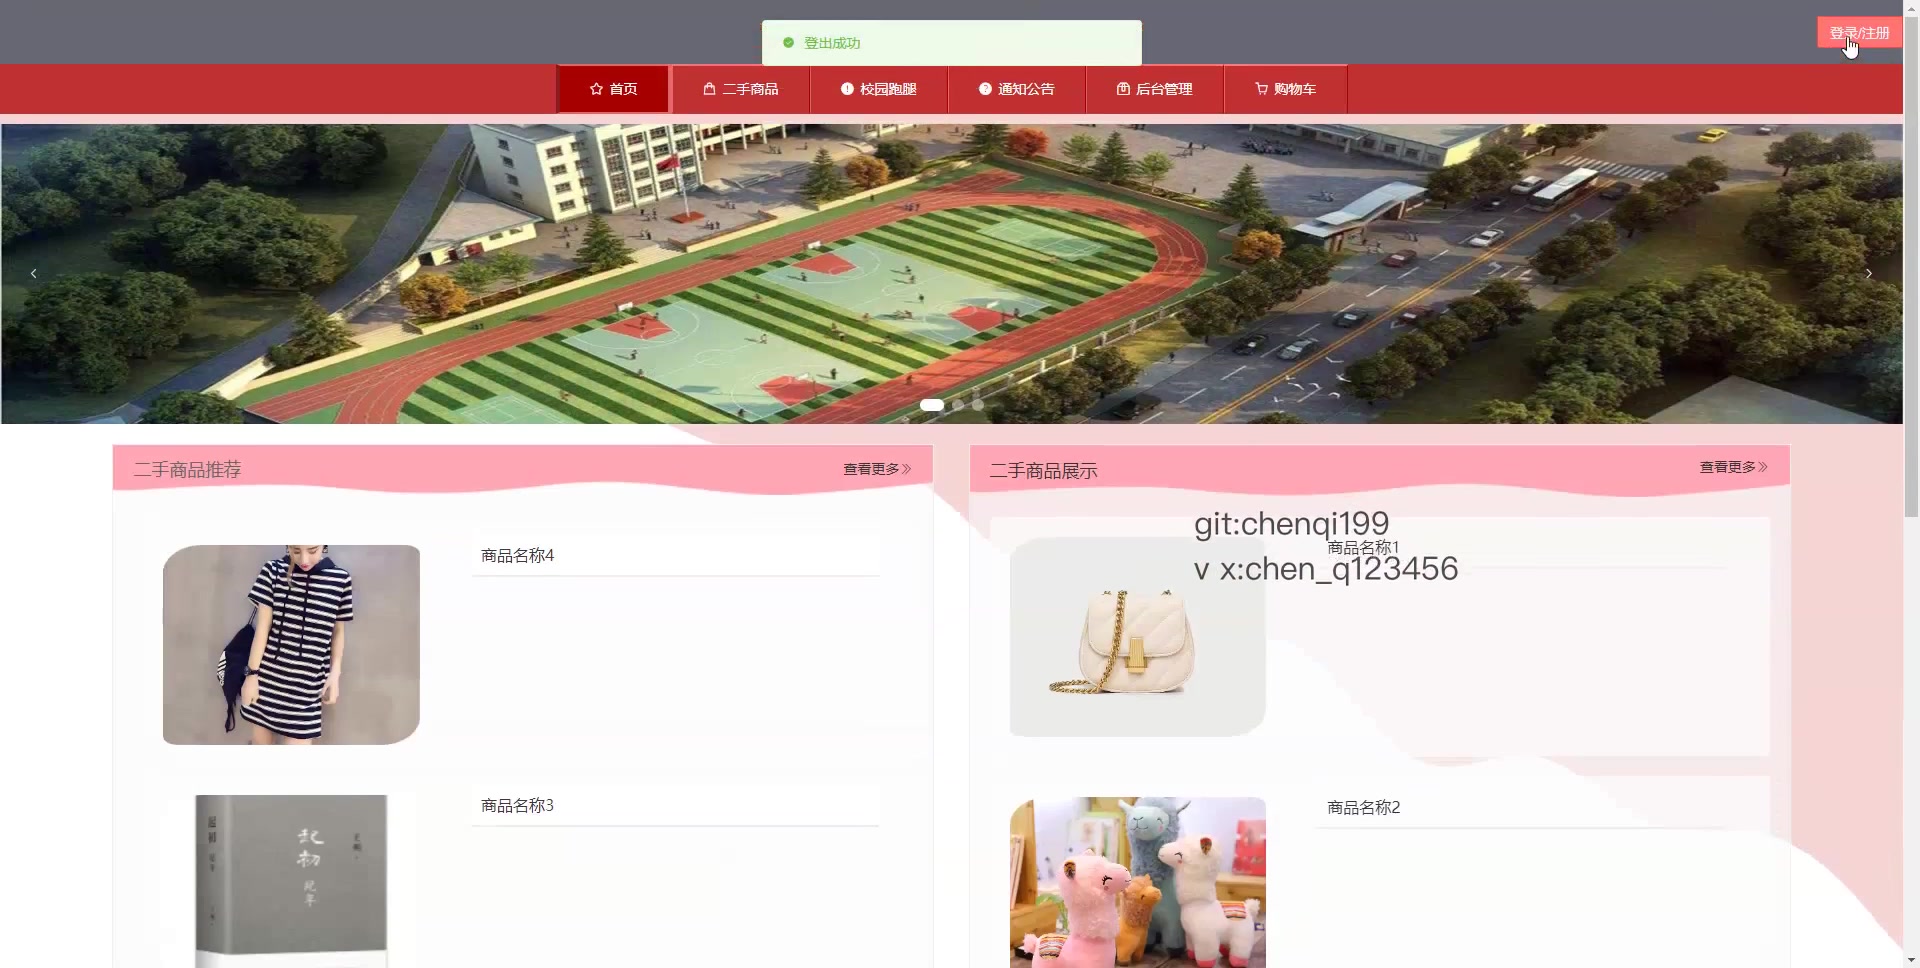 登出成功
登录/注册
首页
二手商品
校园跑腿
通知公告
后台管理
购物车
二手商品推荐
查看更多
商品名称4
商品名称3
二手商品展示
查看更多
git:chenqi199
商品名称1
v x:chen_q123456
商品名称2